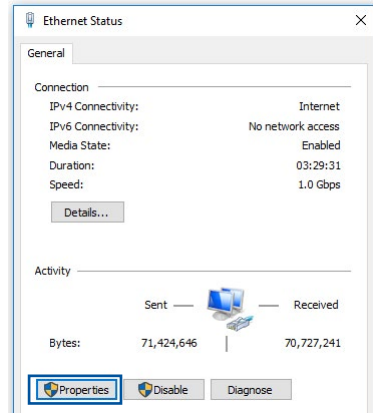 Ethernet Status
General
Connection
IPv4 Connectivity: Internet
IPv6 Connectivity: No network access
Media State: Enabled
Duration: 03:29:31
Speed: 1.0 Gbps
Details...
Activity
Sent Received
Bytes: 71,424,646 70,727,241
Properties Disable Diagnose